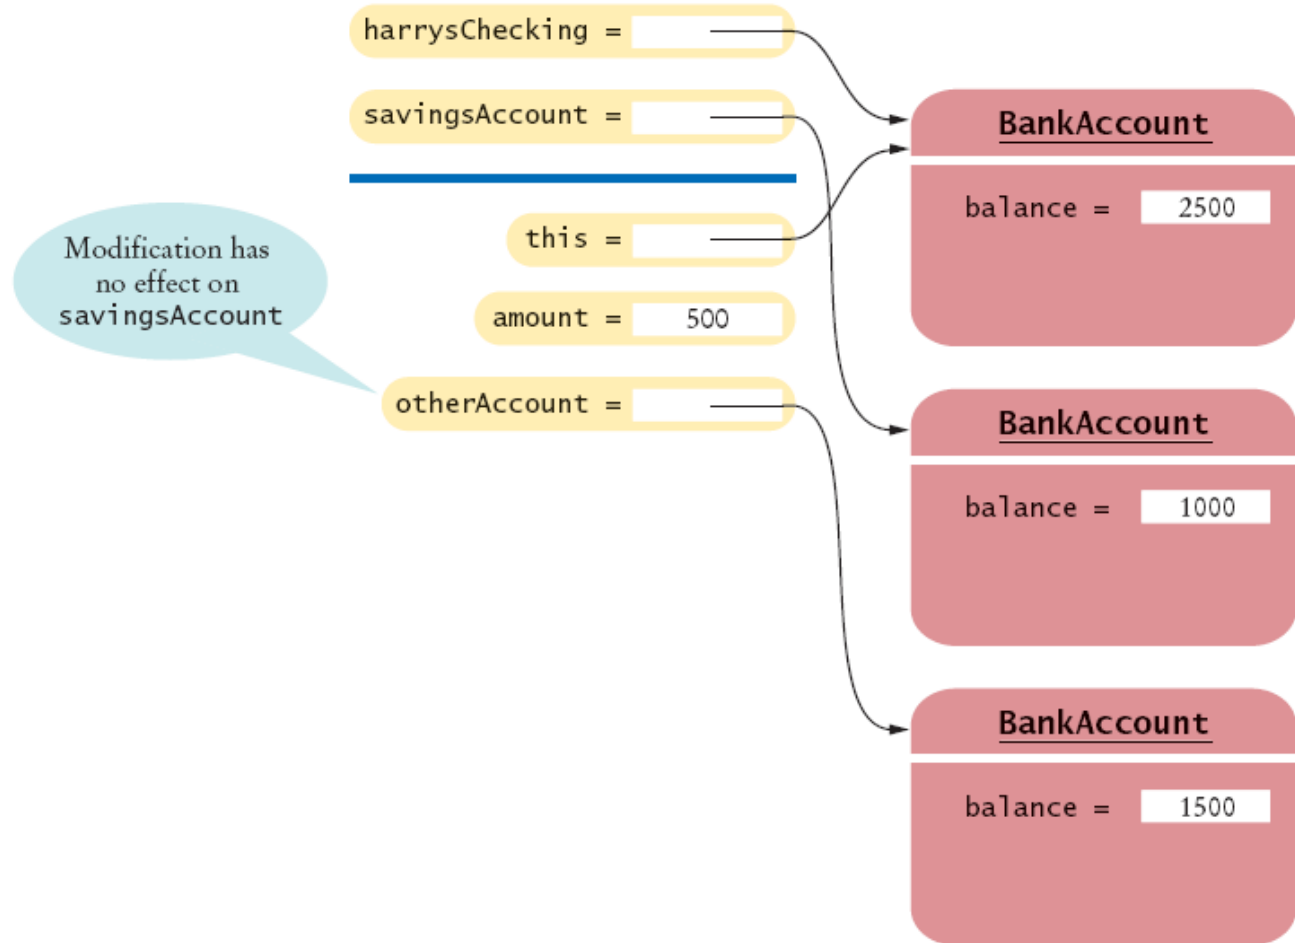 harrysChecking =
savingsAccount =
BankAccount
balance = 2500
this =
Modification has
no effect on
savingsAccount
amount = 500
otherAccount =
BankAccount
balance = 1000
BankAccount
balance = 1500